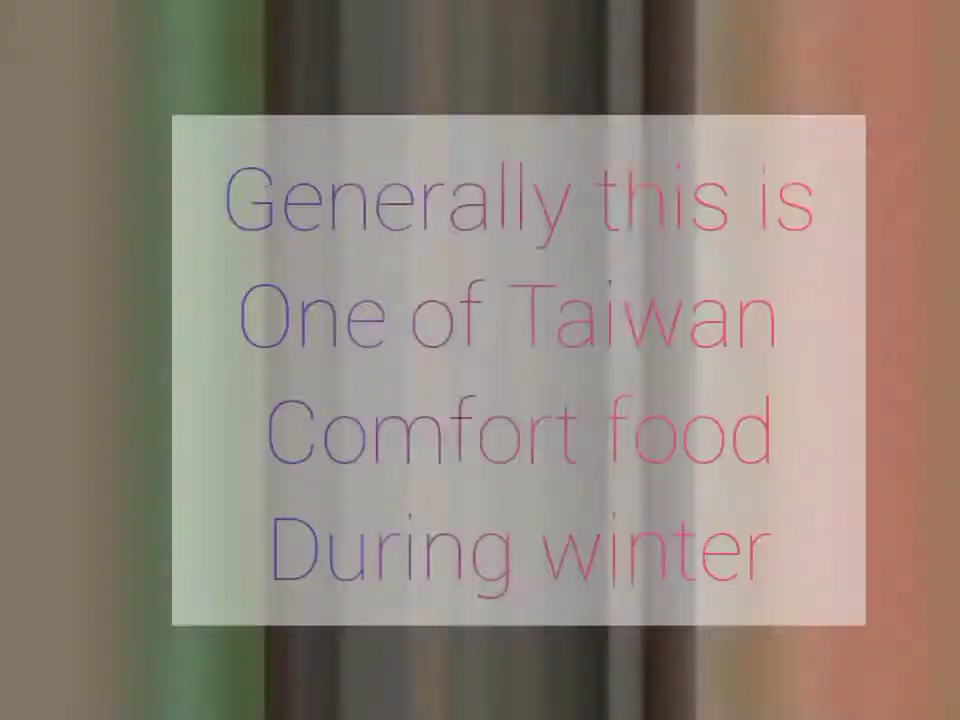 Generally this is
One of Taiwan
Comfort food
During winter